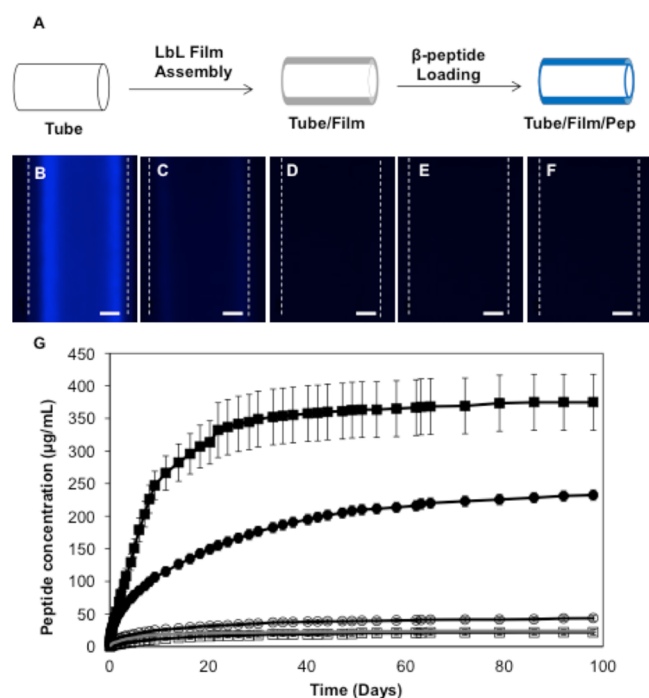 A
LbL Film
Assembly
β-peptide
Loading
Tube
Tube/Film
Tube/Film/Pep
B
C
D
E
F
G
450
400
350
300
250
200
150
100
50
0
Peptide concentration (µg/mL)
0
20
40
60
80
100
Time (Days)